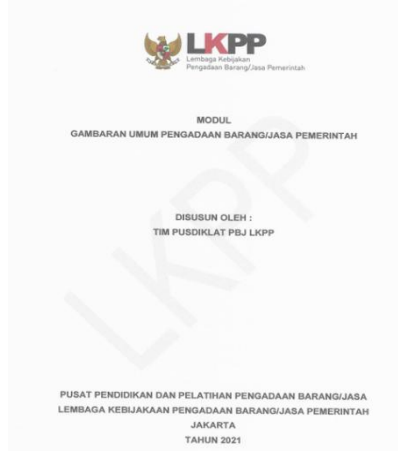 LKPP
Lembaga Kebijakan
Pengadaan Barang/Jasa Pemerintah
MODUL
GAMBARAN UMUM PENGADAAN BARANG/JASA PEMERINTAH
DISUSUN OLEH :
TIM PUSDIKLAT PBJ LKPP
LKPP
PUSAT PENDIDIKAN DAN PELATIHAN PENGADAAN BARANG/JASA
LEMBAGA KEBIJAKAAN PENGADAAN BARANG/JASA PEMERINTAH
JAKARTA
TAHUN 2021